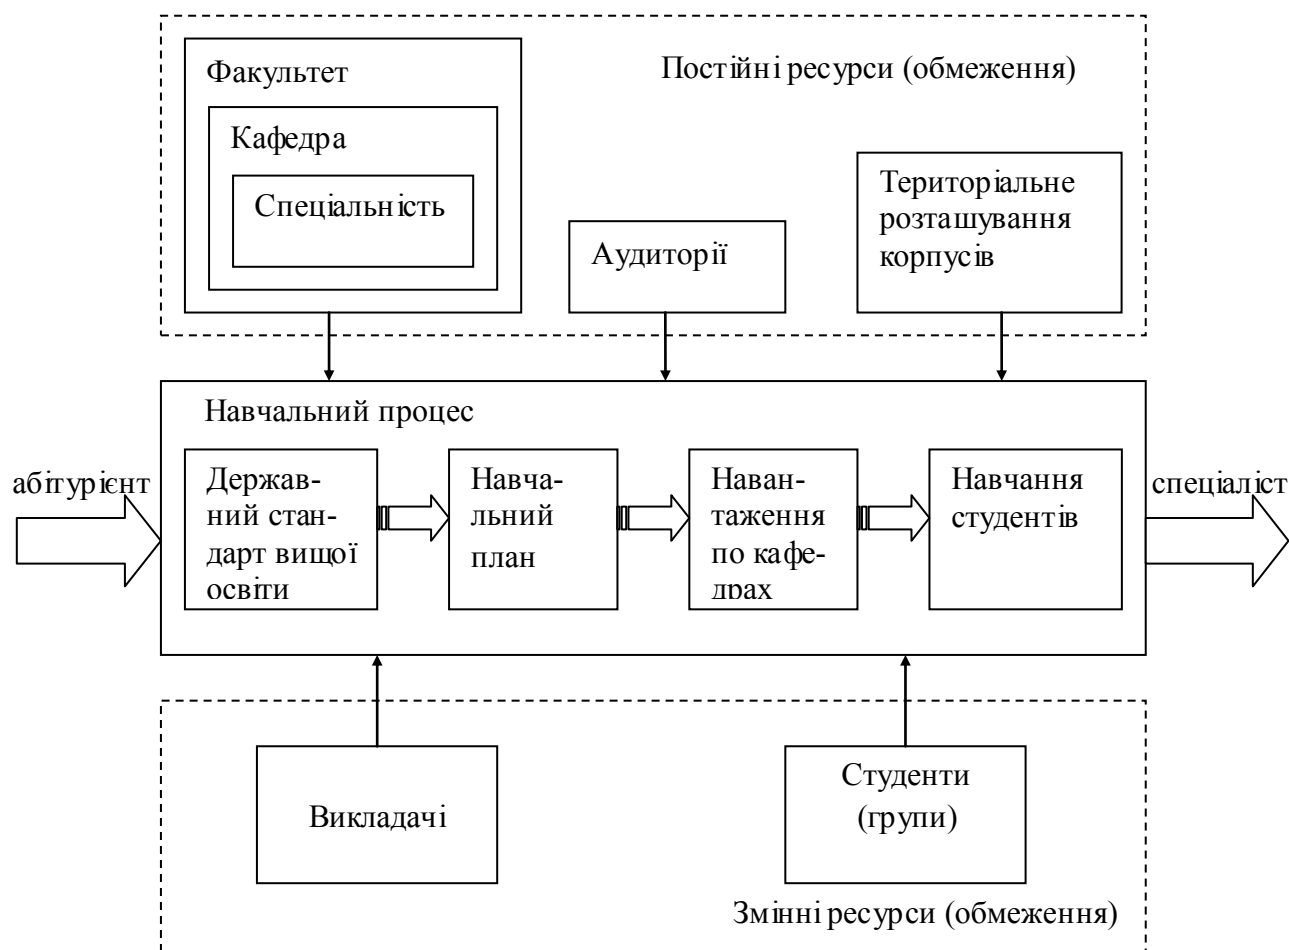 Факультет
Постійні ресурси (обмеження)
Кафедра
Спеціальність
Територіальне
розташування
корпусів
Аудиторії
Навчальний процес
абітурієнт
Держав-
ний стан-
дарт вищої
освіти
Навча-
льний
план
Наван-
таження
по кафе-
драх
Навчання
студентів
спеціаліст
Викладачі
Студенти
(групи)
Змінні ресурси (обмеження)